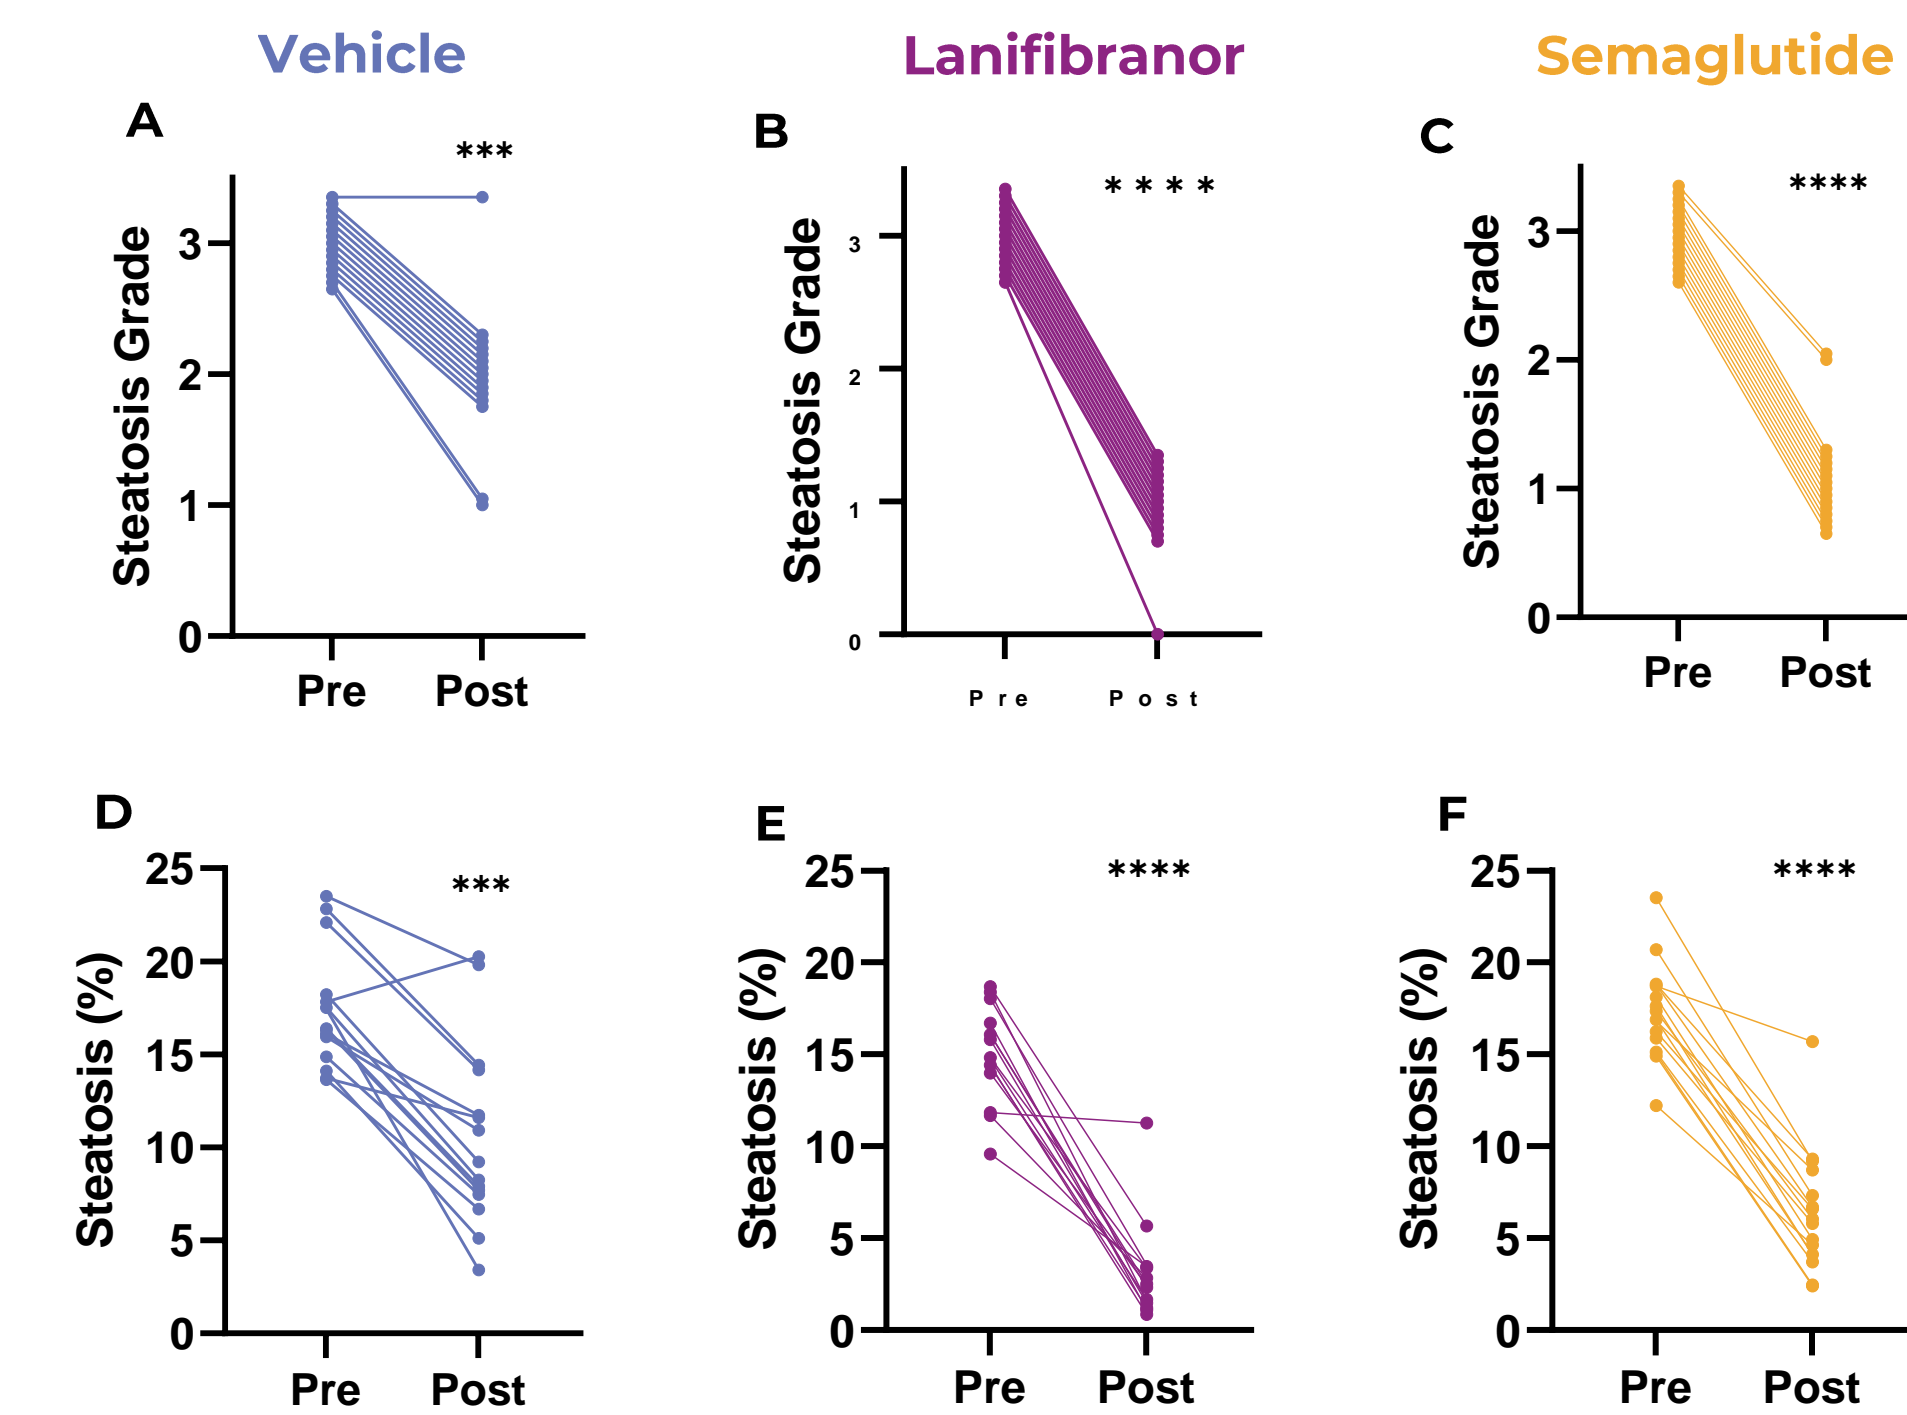 Vehicle
Lanifibranor
Semaglutide
A
***
Steatosis Grade
3
2
1
0
Pre
Post
B
****
Steatosis Grade
3
2
1
0
Pre
Post
C
****
Steatosis Grade
3
2
1
0
Pre
Post
D
***
Steatosis (%)
25
20
15
10
5
0
Pre
Post
E
****
Steatosis (%)
25
20
15
10
5
0
Pre
Post
F
****
Steatosis (%)
25
20
15
10
5
0
Pre
Post